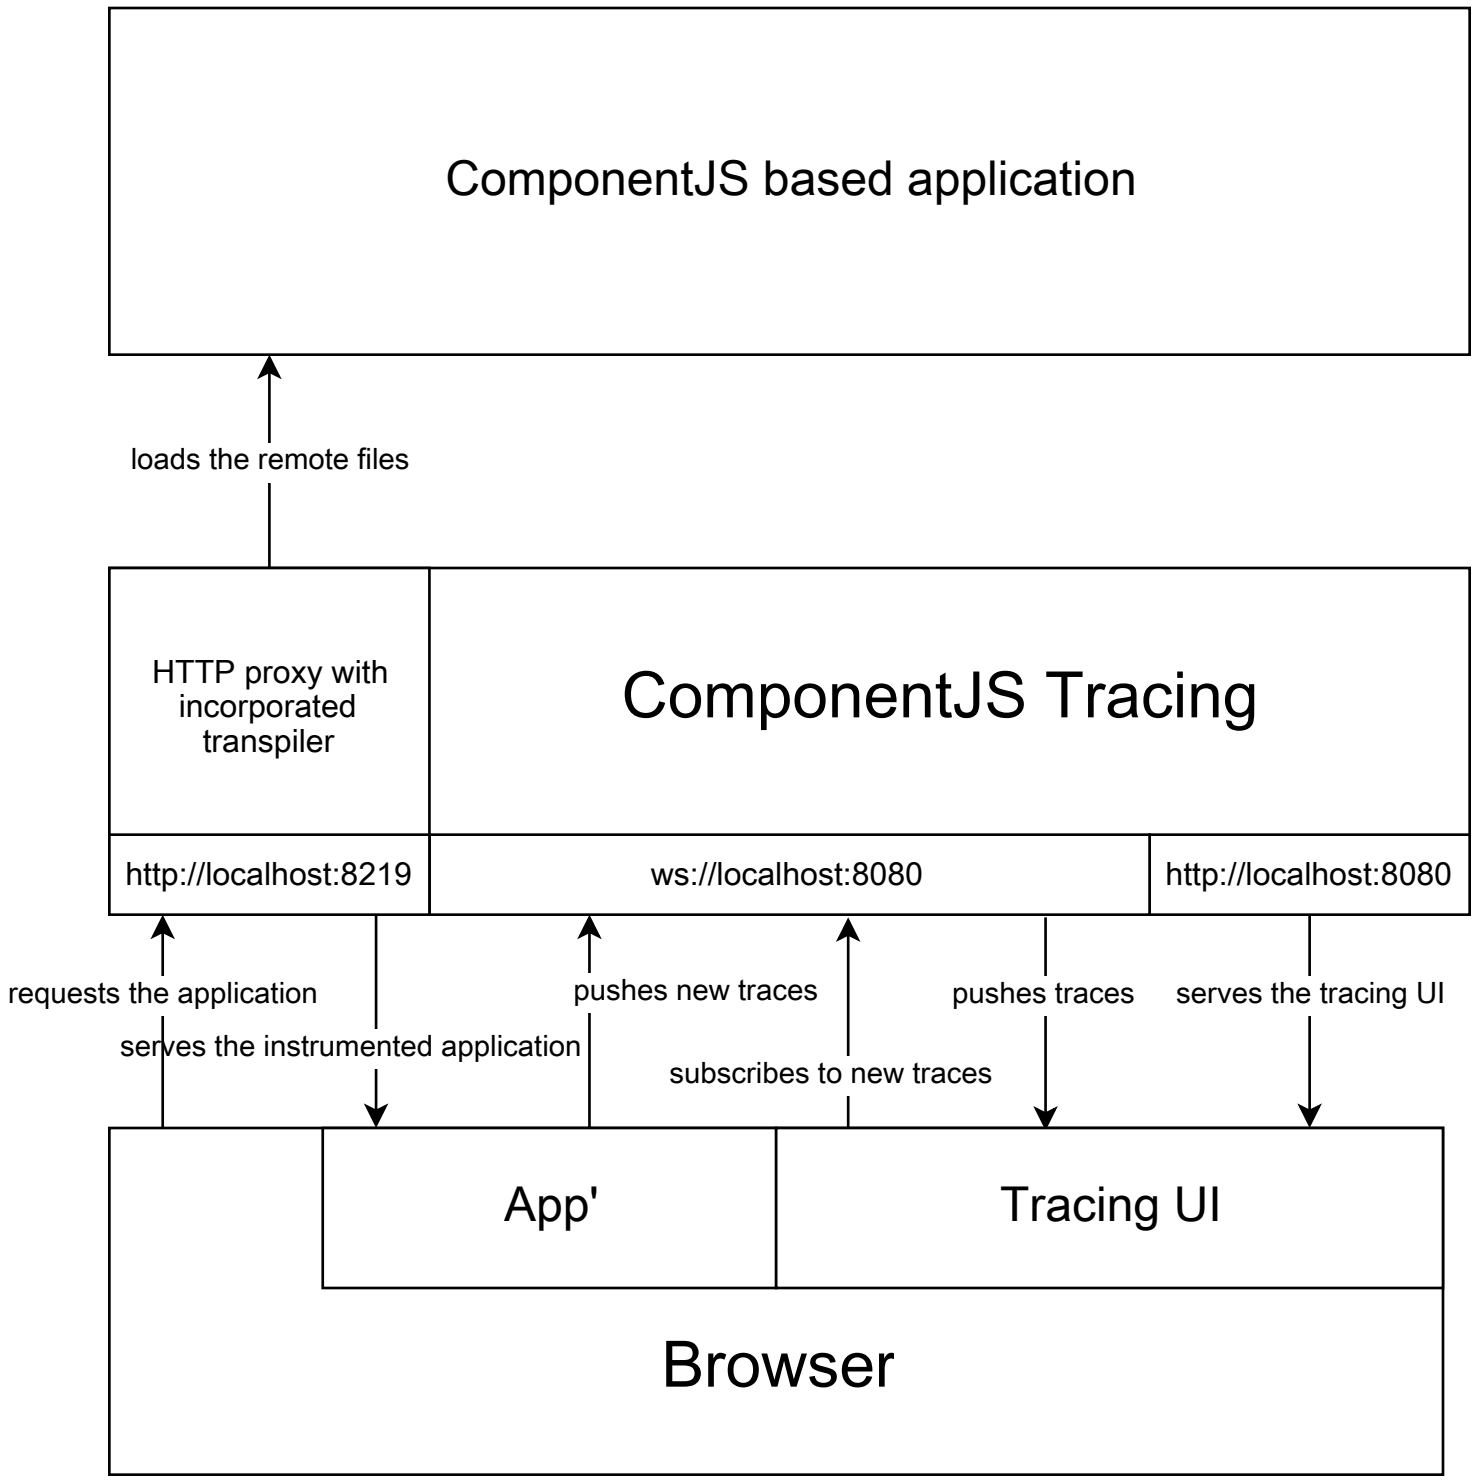 ComponentJS based application
loads the remote files
HTTP proxy with
incorporated
transpiler
ComponentJS Tracing
http://localhost:8219
ws://localhost:8080
http://localhost:8080
requests the application
pushes new traces
pushes traces
serves the tracing UI
serves the instrumented application
subscribes to new traces
App'
Tracing UI
Browser